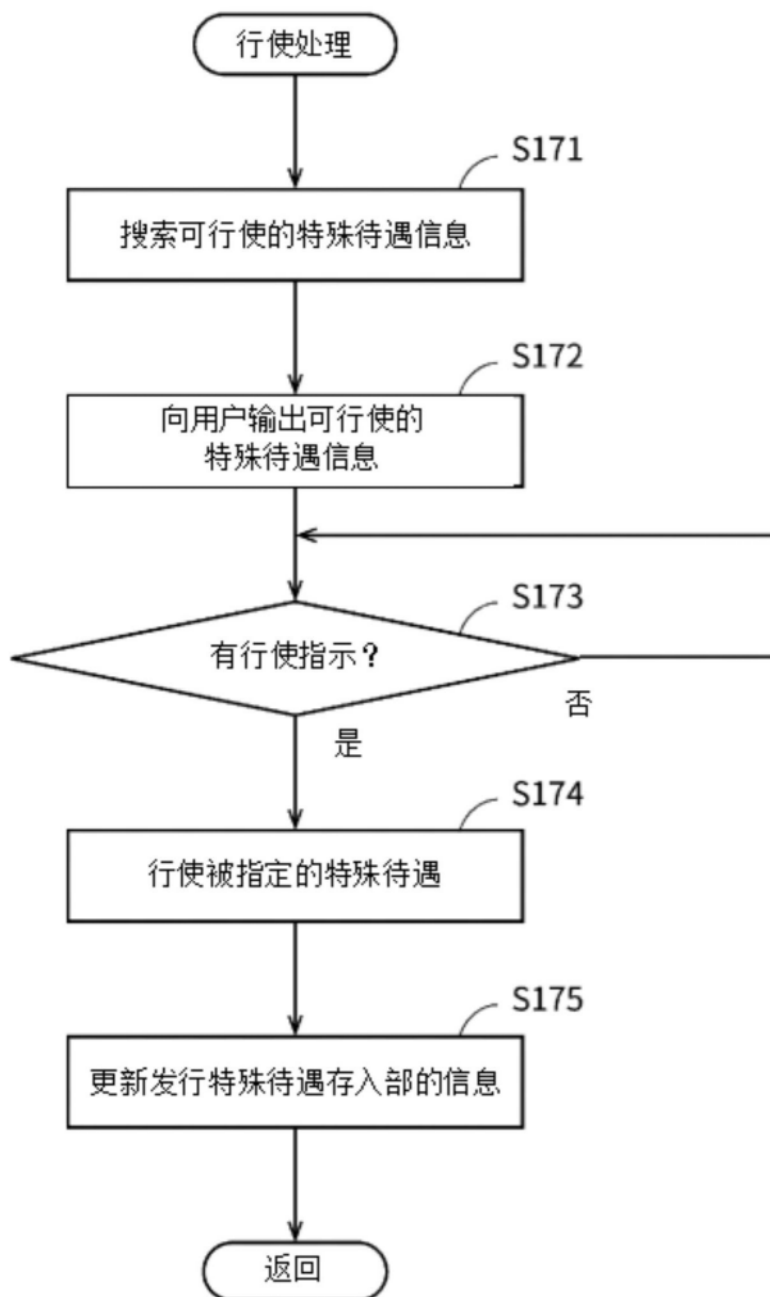 行使处理
S171
搜索可行使的特殊待遇信息
S172
向用户输出可行使的
特殊待遇信息
S173
有行使指示？
否
是
S174
行使被指定的特殊待遇
S175
更新发行特殊待遇存入部的信息
返回